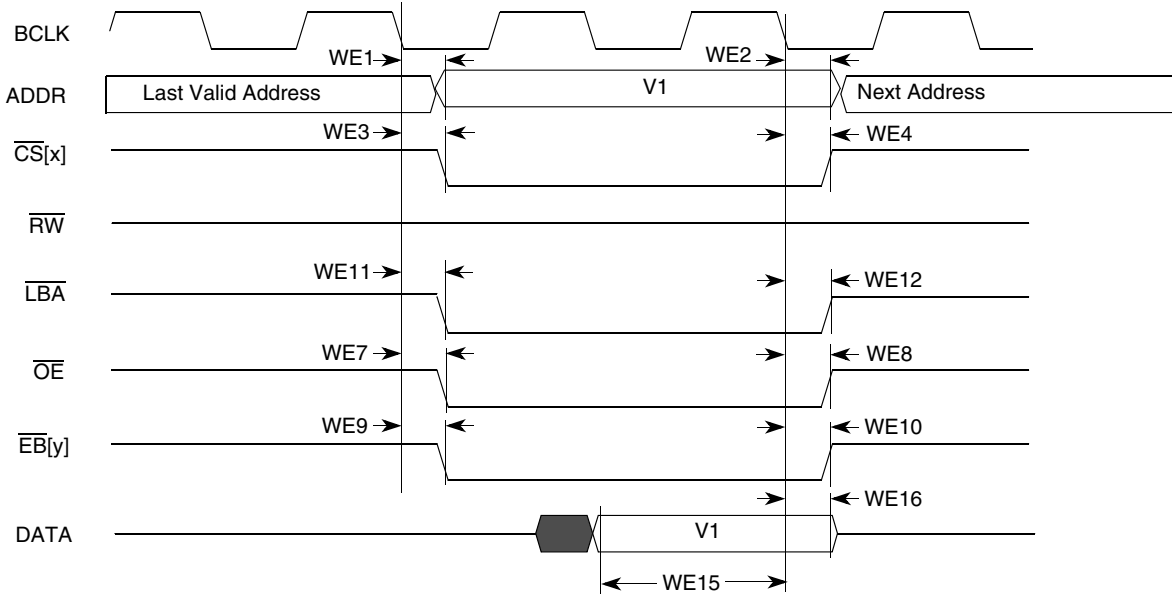 BCLK
WE1 WE2
ADDR Last Valid Address V1 Next Address
WE3 WE4
CS[x]
RW
WE11 WE12
LBA
WE7 WE8
OE
WE9 WE10
EB[y]
WE16
DATA V1
WE15